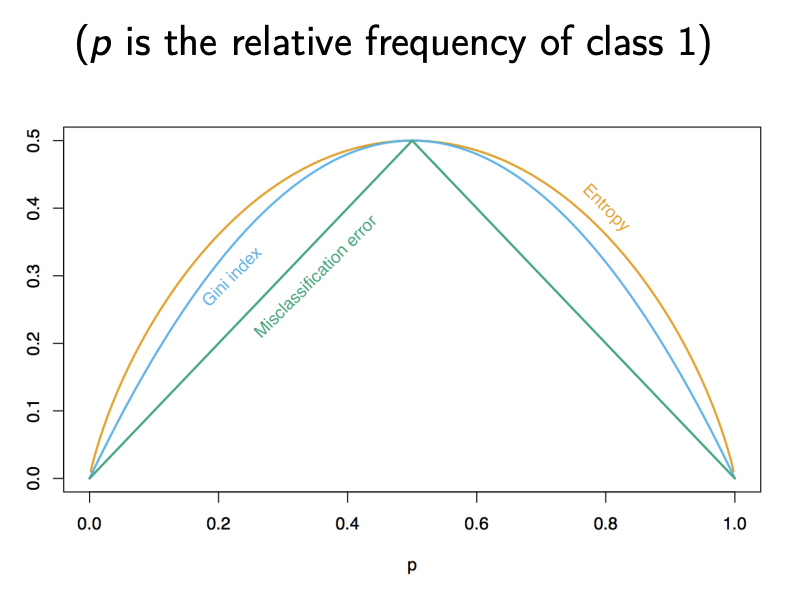 (p is the relative frequency of class 1)
0.5
0.4
0.3
0.2
0.1
0.0
Entropy
Gini index
Misclassification error
0.0 0.2 0.4 0.6 0.8 1.0
p